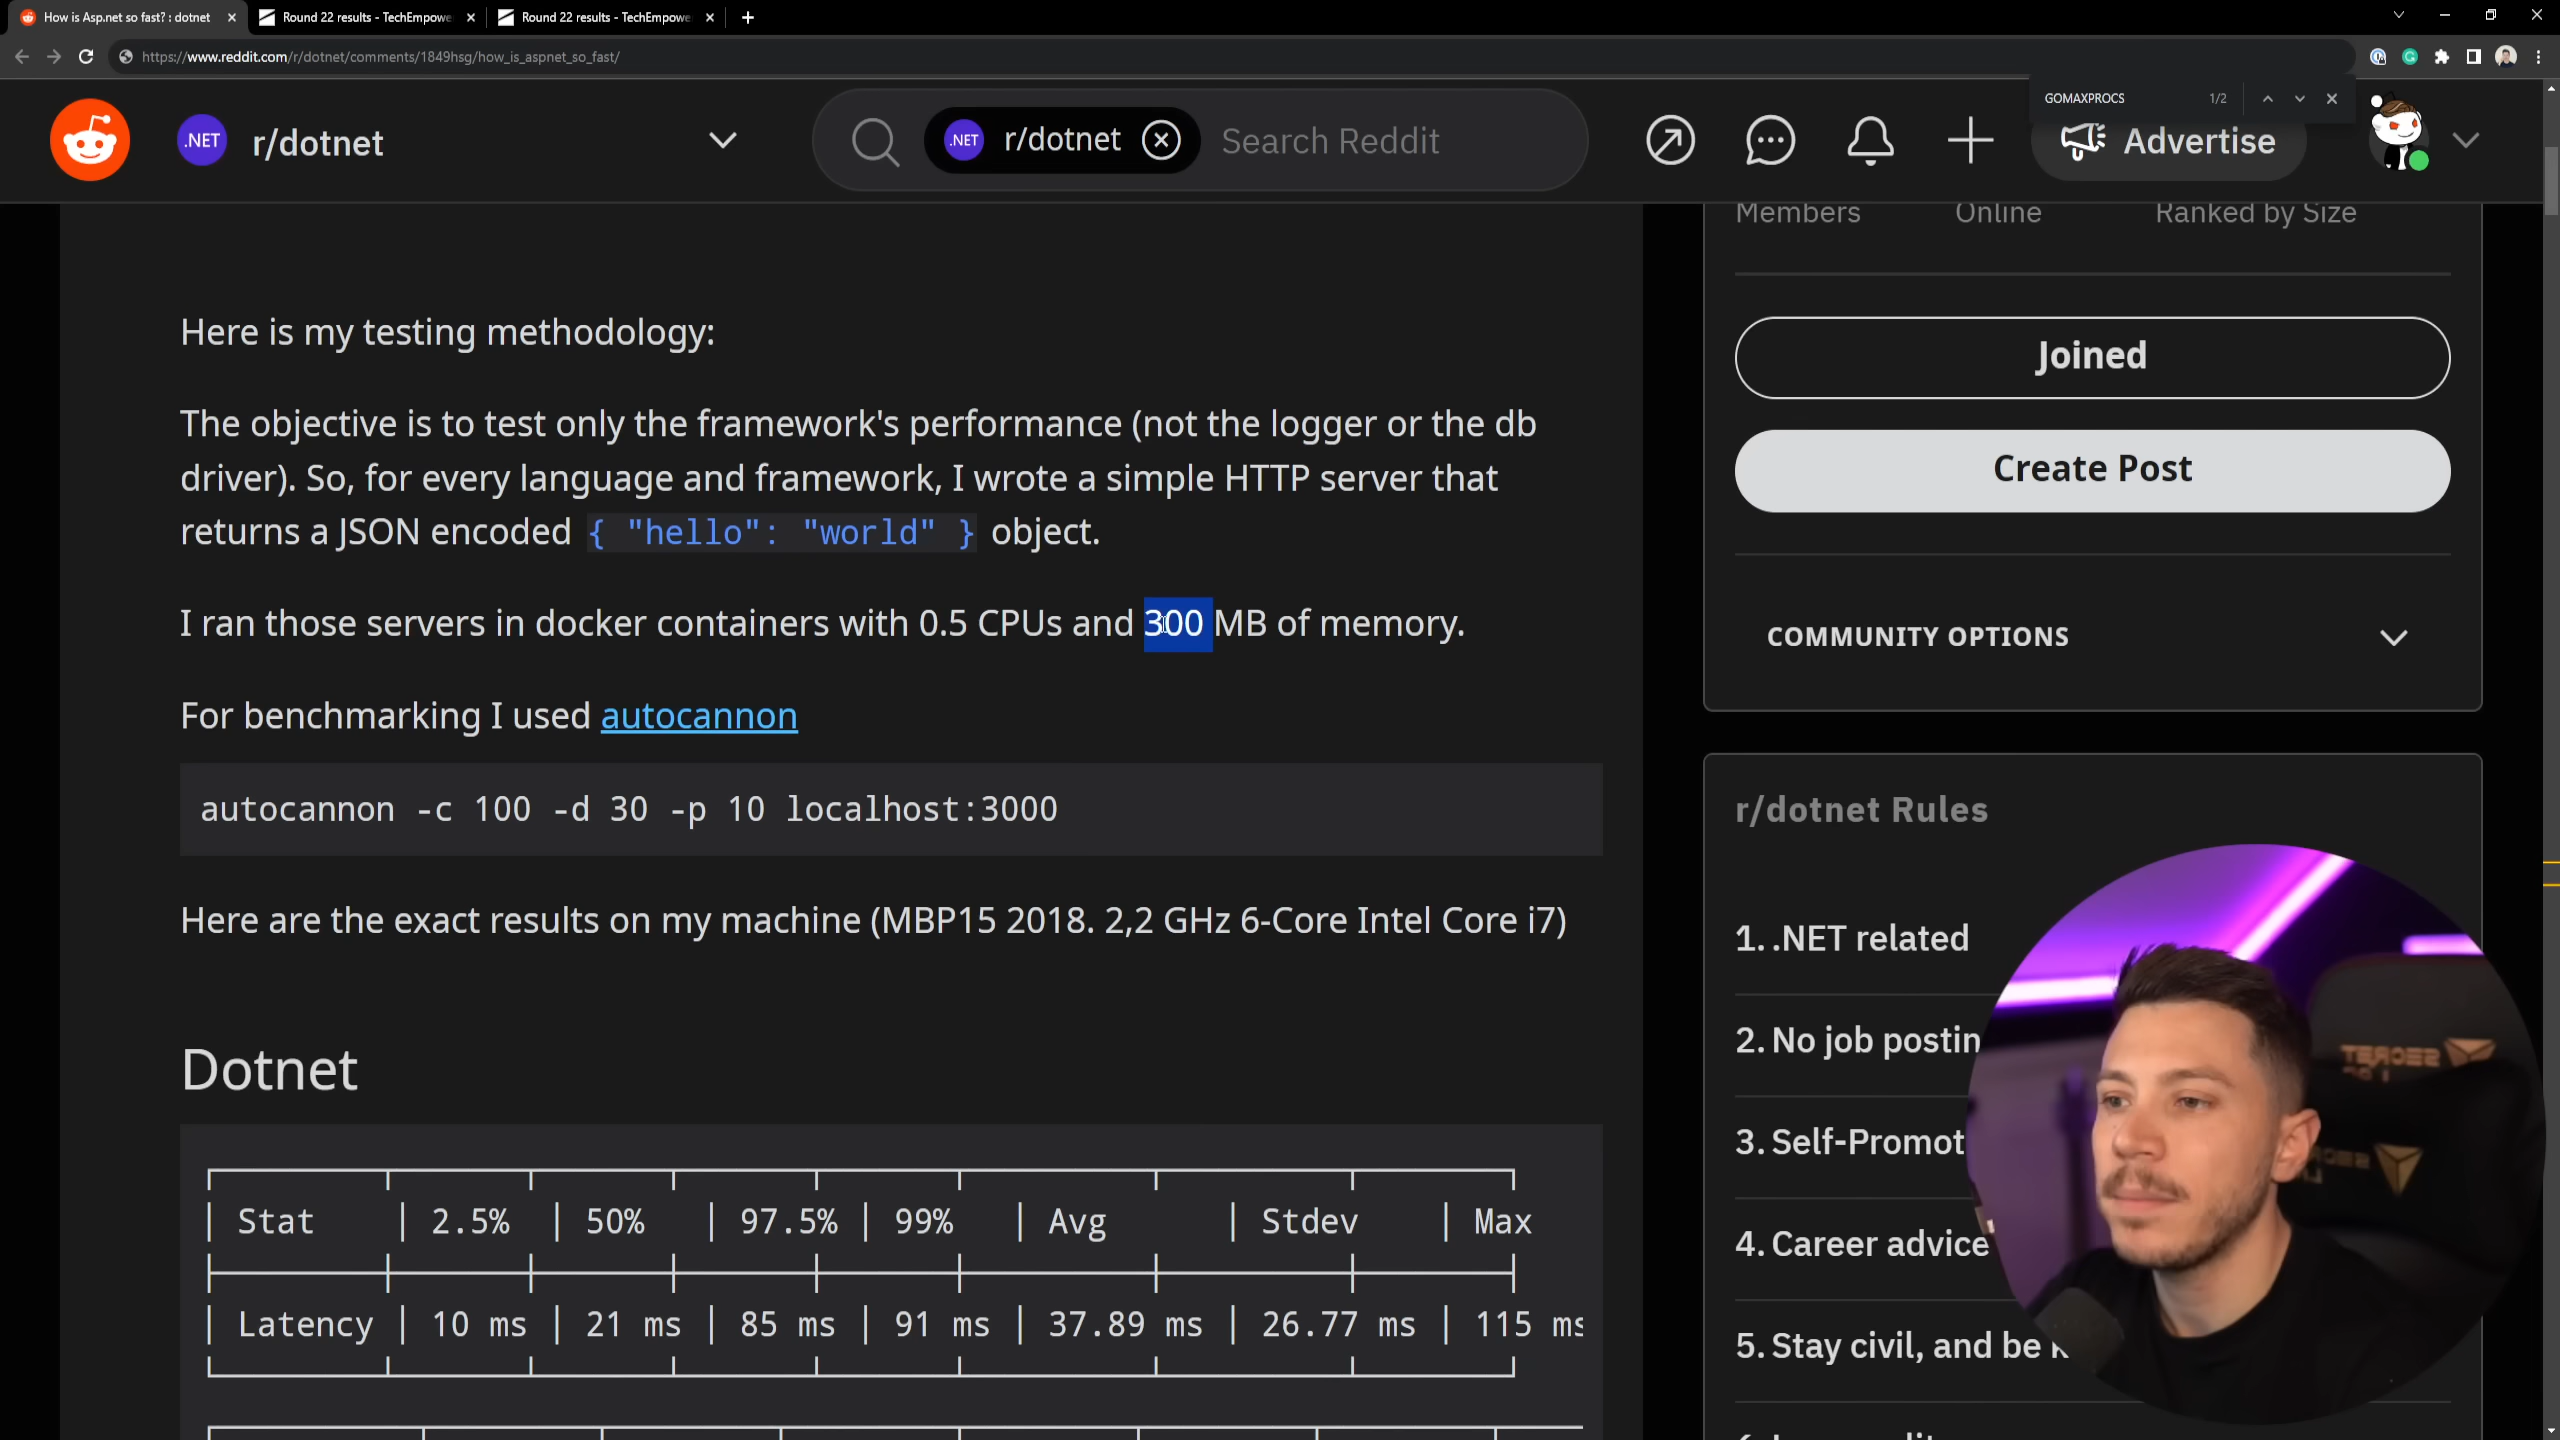 How is Asp.net so fast? : dotnet
Round 22 results - TechEmpowe
Round 22 results - TechEmpowe
https://www.reddit.com/r/dotnet/comments/1849hsg/how_is_aspnet_so_fast/
GOMAXPROCS 1/2
.NET r/dotnet
.NET r/dotnet Search Reddit
Advertise
Members Online Ranked by Size
Here is my testing methodology:
The objective is to test only the framework's performance (not the logger or the db
driver). So, for every language and framework, I wrote a simple HTTP server that
returns a JSON encoded { "hello": "world" } object.
I ran those servers in docker containers with 0.5 CPUs and 300 MB of memory.
For benchmarking I used autocannon
autocannon -c 100 -d 30 -p 10 localhost:3000
Here are the exact results on my machine (MBP15 2018. 2,2 GHz 6-Core Intel Core i7)
Dotnet
Stat | 2.5% | 50% | 97.5% | 99% | Avg | Stdev | Max
Latency | 10 ms | 21 ms | 85 ms | 91 ms | 37.89 ms | 26.77 ms | 115 ms
Joined
Create Post
COMMUNITY OPTIONS
r/dotnet Rules
1. .NET related
2. No job postin
3. Self-Promot
4. Career advice
5. Stay civil, and be k